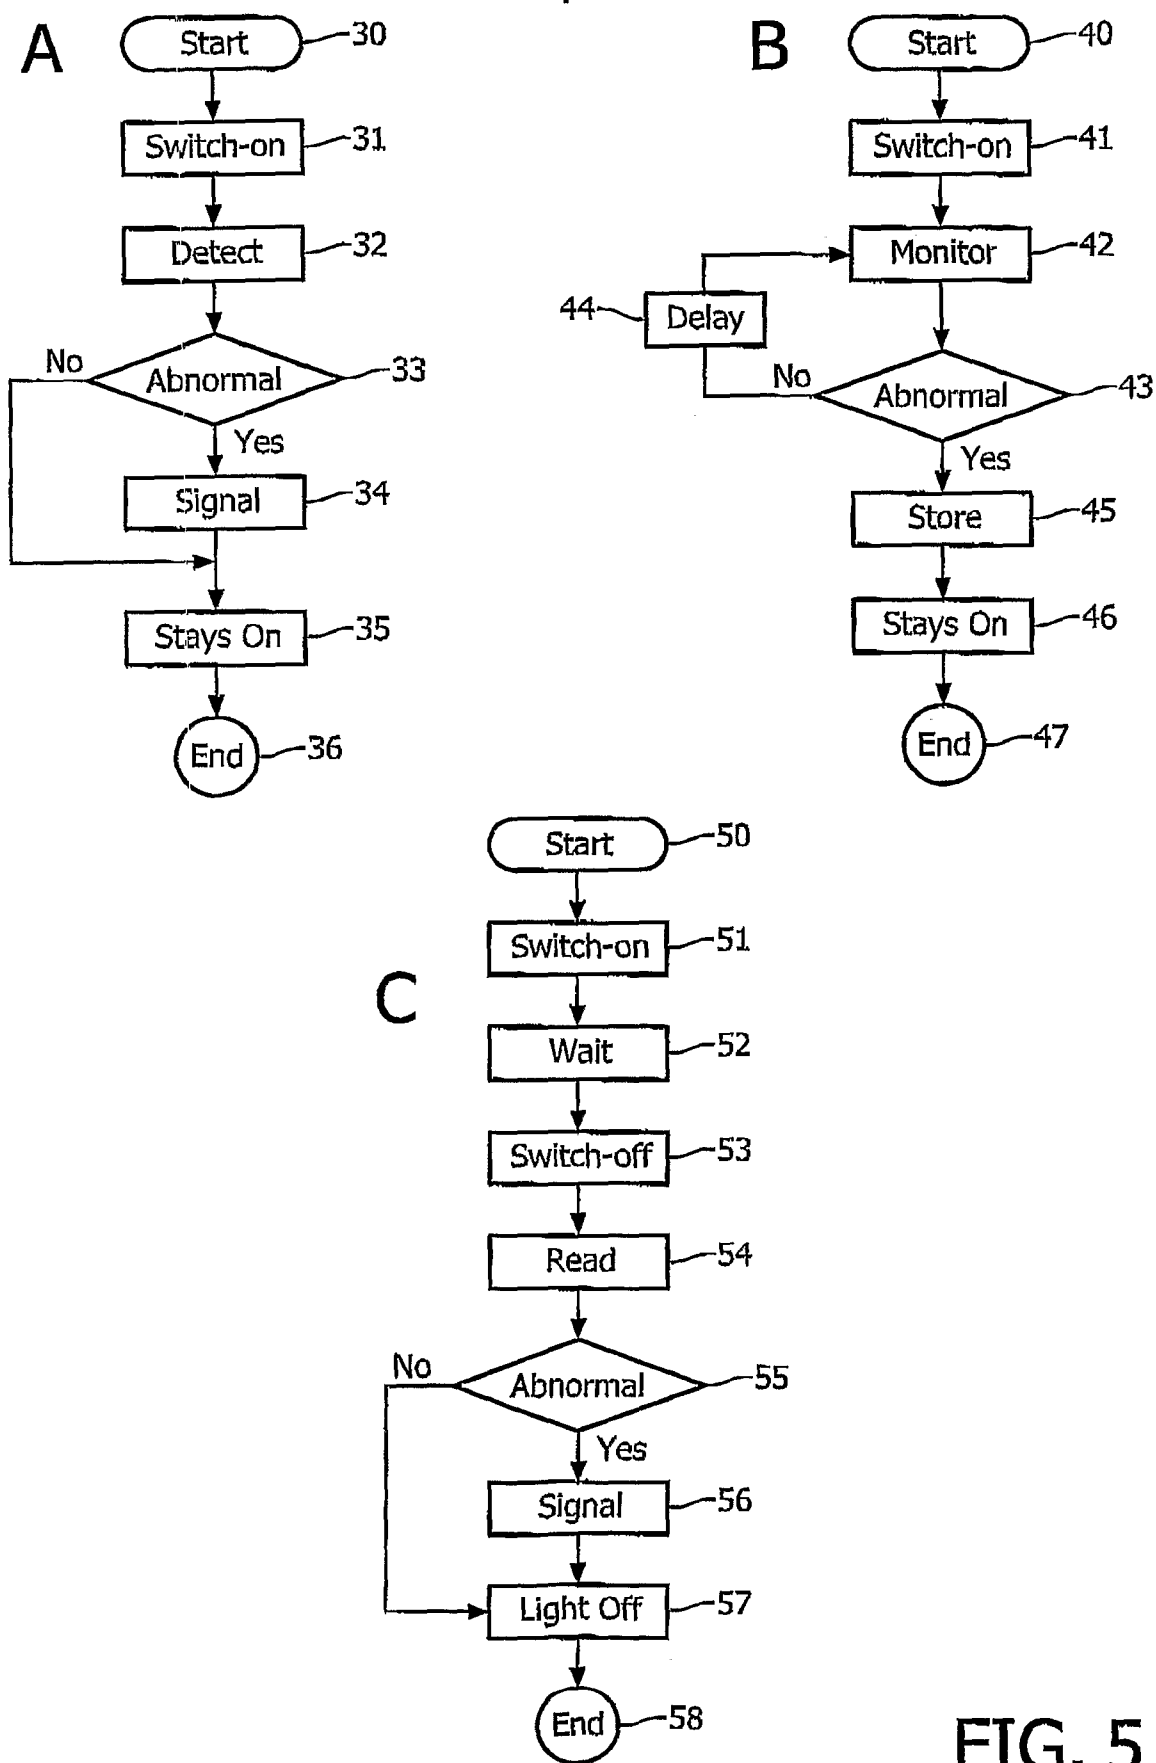 A
Start 30
Switch-on 31
Detect 32
No
Abnormal 33
Yes
Signal 34
Stays On 35
End 36
B
Start 40
Switch-on 41
Monitor 42
44 Delay
No
Abnormal 43
Yes
Store 45
Stays On 46
End 47
C
Start 50
Switch-on 51
Wait 52
Switch-off 53
Read 54
No
Abnormal 55
Yes
Signal 56
Light Off 57
End 58
FIG. 5